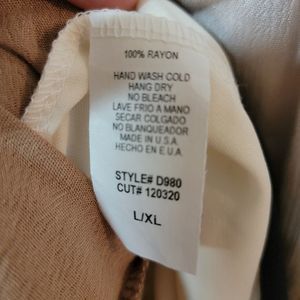 100% RAYON
HAND WASH COLD
HANG DRY
NO BLEACH
LAVE FRIO A MANO
SECAR COLGADO
NO BLANQUEADOR
MADE IN U.S.A
HECHO EN E.U.A.
STYLE# D980
CUT# 120320
L/XL